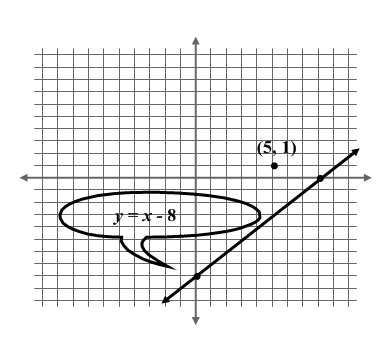 (5, 1)
y = x - 8